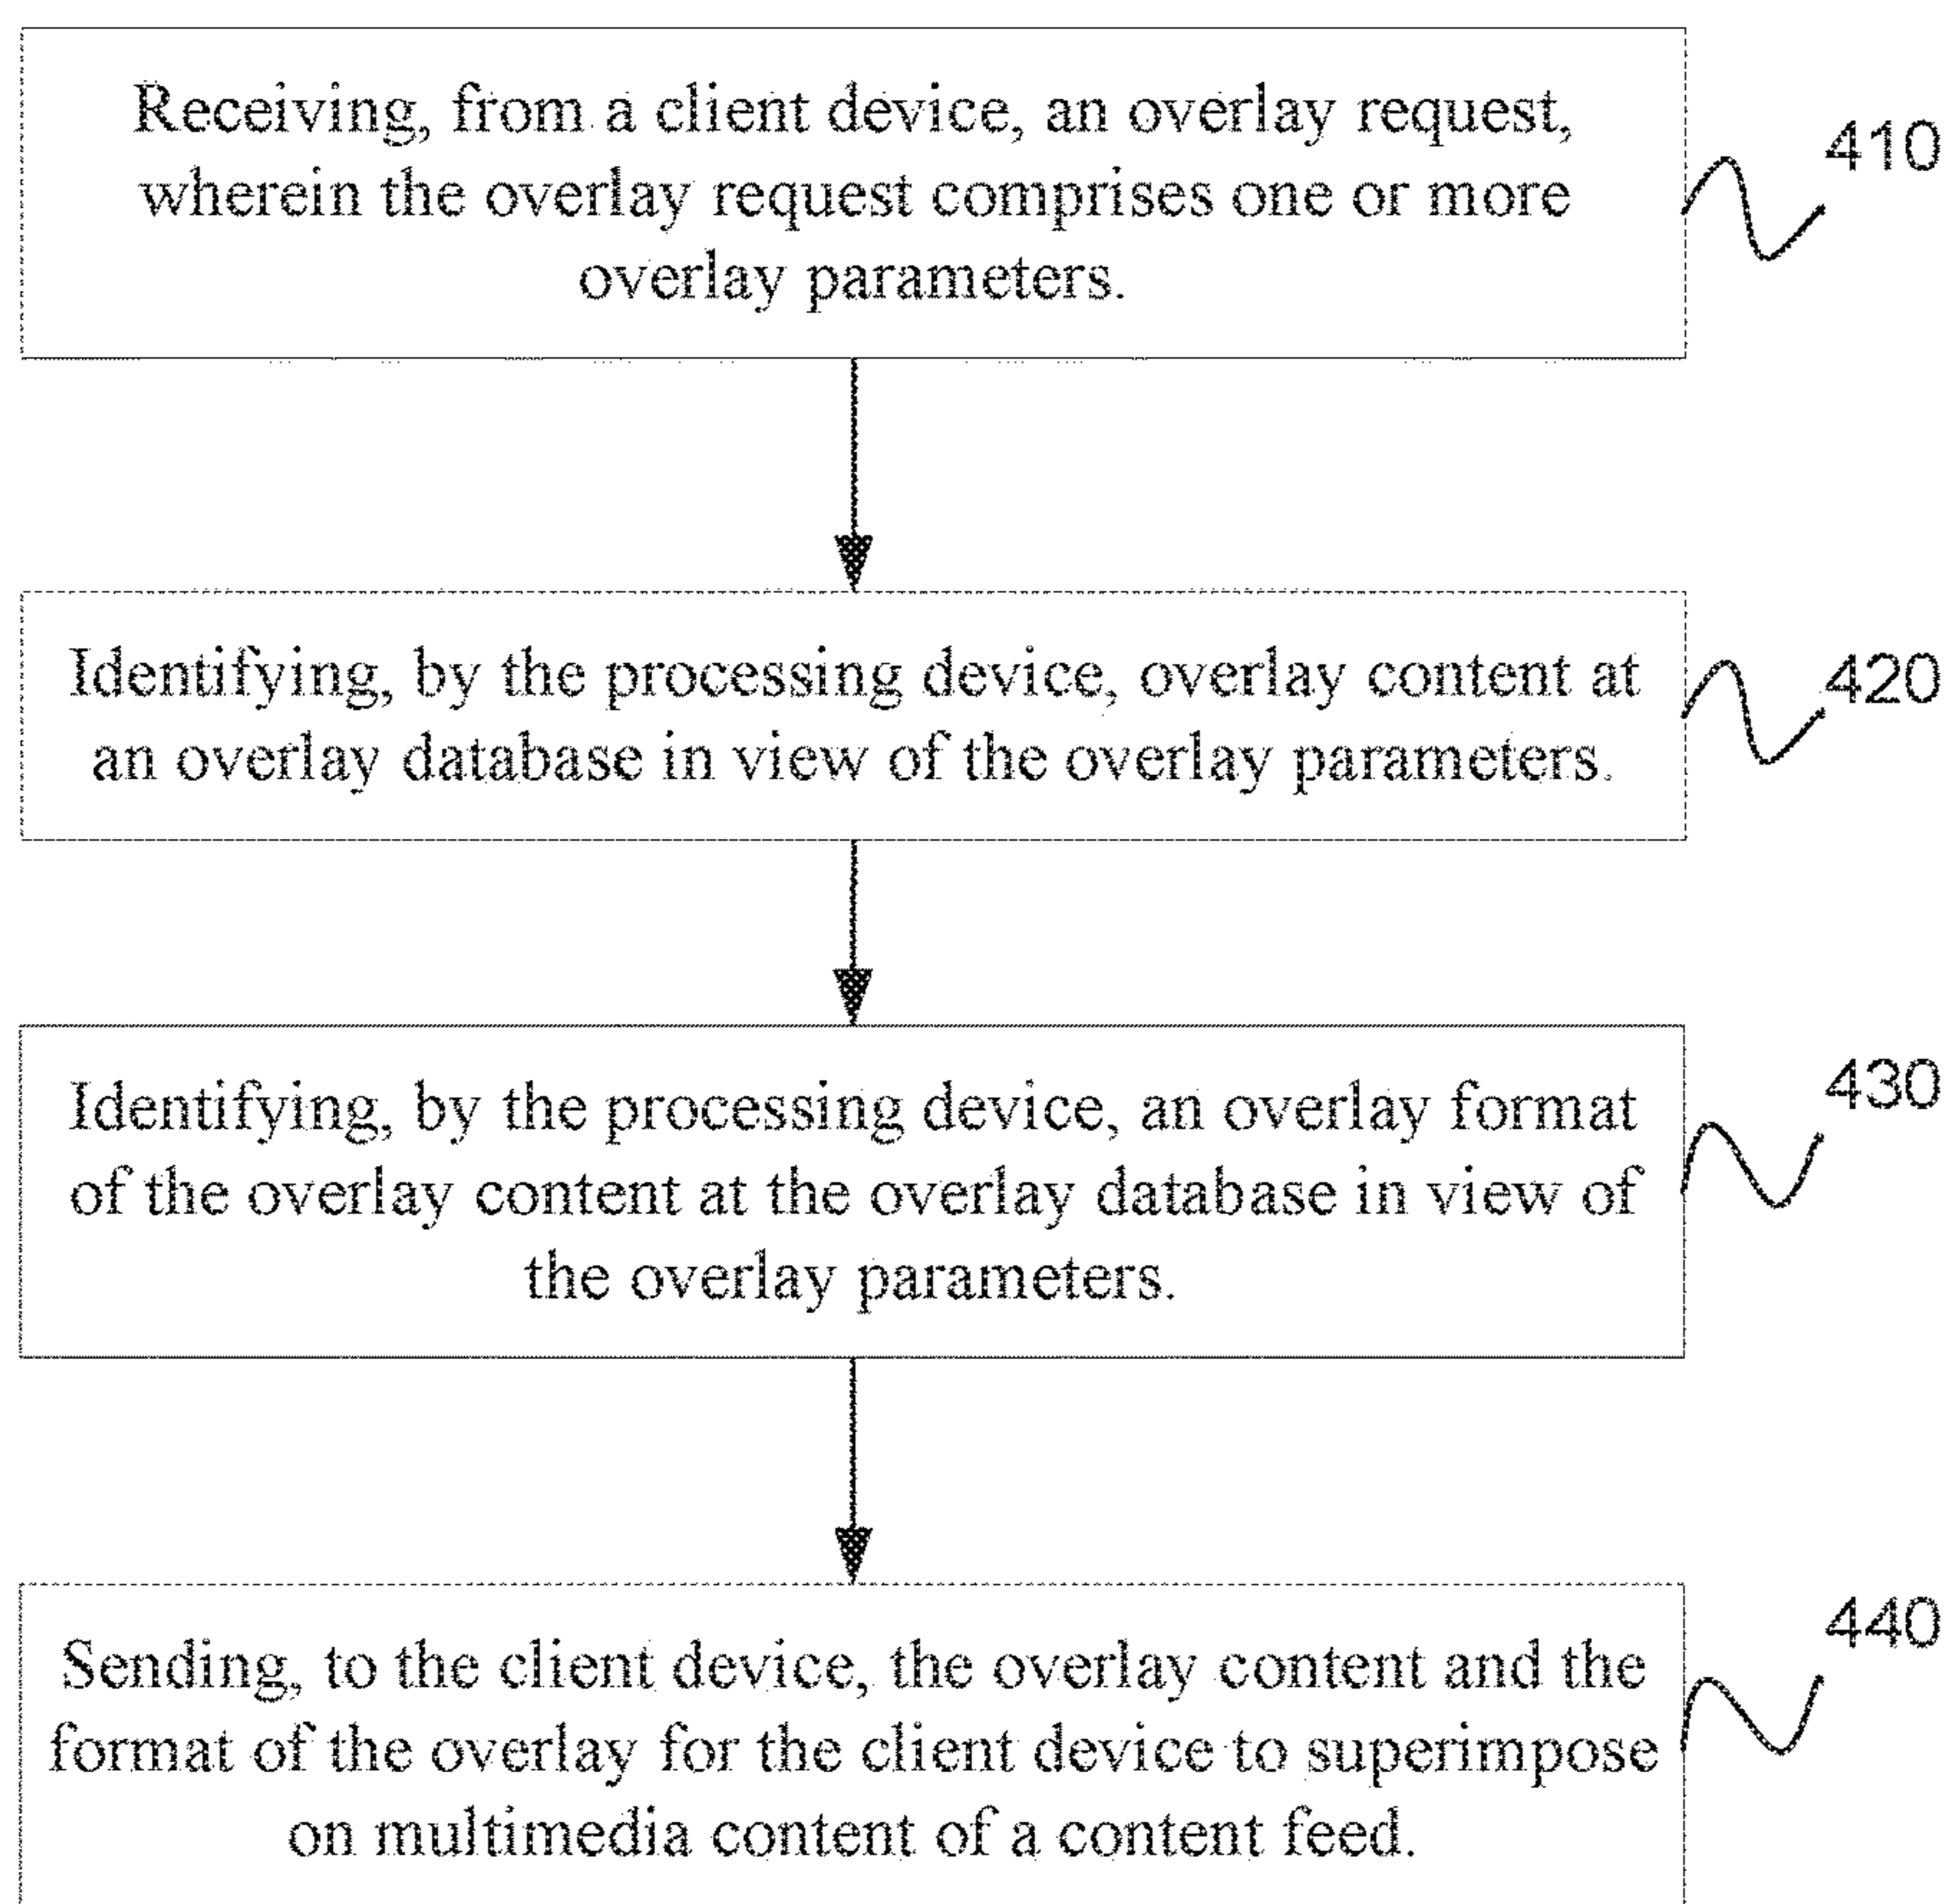 Receiving, from a client device, an overlay request,
wherein the overlay request comprises one or more
overlay parameters.
410
Identifying, by the processing device, overlay content at
an overlay database in view of the overlay parameters.
420
Identifying, by the processing device, an overlay format
of the overlay content at the overlay database in view of
the overlay parameters.
430
Sending, to the client device, the overlay content and the
format of the overlay for the client device to superimpose
on multimedia content of a content feed.
440